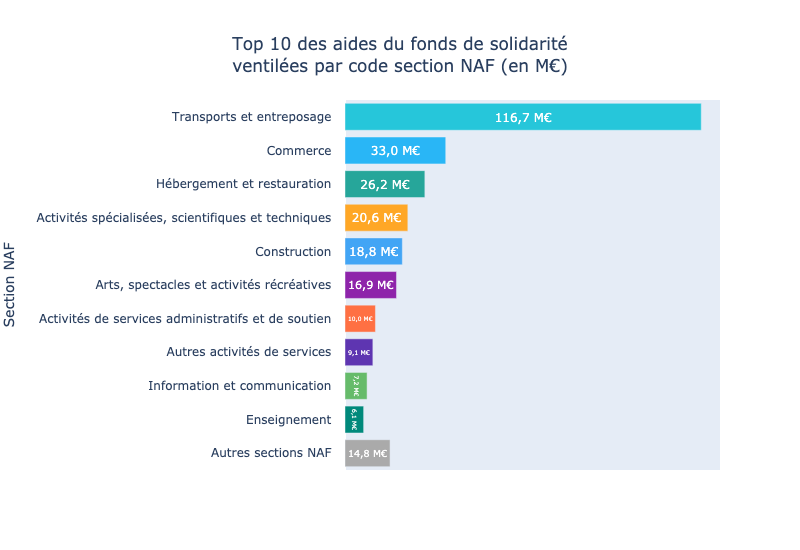 Top 10 des aides du fonds de solidarité
ventilées par code section NAF (en M€)
Section NAF
Transports et entreposage 116,7 M€
Commerce 33,0 M€
Hébergement et restauration 26,2 M€
Activités spécialisées, scientifiques et techniques 20,6 M€
Construction 18,8 M€
Arts, spectacles et activités récréatives 16,9 M€
Activités de services administratifs et de soutien 10,0 M€
Autres activités de services 9,1 M€
Information et communication 7,2 M€
Enseignement 6,1 M€
Autres sections NAF 14,8 M€